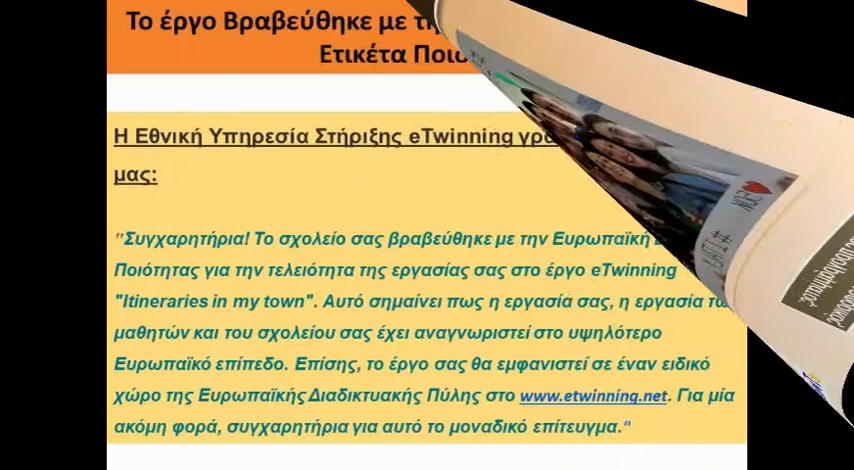 Το έργο Βραβεύθηκε με
Ετικέτα
Η Εθνική Υπηρεσία Στήριξης eTwinning
μας:
"Συγχαρητήρια! Το σχολείο σας βραβεύθηκε με την Ευρωπαϊκή
Ποιότητας για την τελειότητα της εργασίας σας στο έργο eTwinning
"Itineraries in my town". Αυτό σημαίνει πως η εργασία σας, η εργασία
μαθητών και του σχολείου σας έχει αναγνωριστεί στο υψηλότερο
Ευρωπαϊκό επίπεδο. Επίσης, το έργο σας θα εμφανιστεί σε έναν ειδικό
χώρο της Ευρωπαϊκής Διαδικτυακής Πύλης στο www.etwinning.net. Για μία
ακόμη φορά, συγχαρητήρια για αυτό το μοναδικό επίτευγμα."